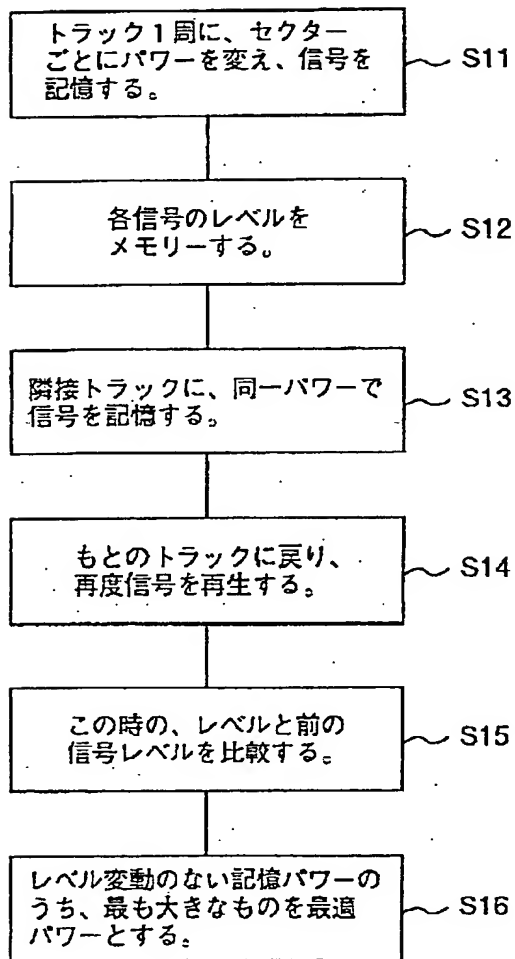 トラック1周に、セクター
ごとにパワーを変え、信号を
記憶する。
S11
各信号のレベルを
メモリーする。
S12
隣接トラックに、同一パワーで
信号を記憶する。
S13
もとのトラックに戻り、
再度信号を再生する。
S14
この時の、レベルと前の
信号レベルを比較する。
S15
レベル変動のない記憶パワーの
うち、最も大きなものを最適
パワーとする。
S16